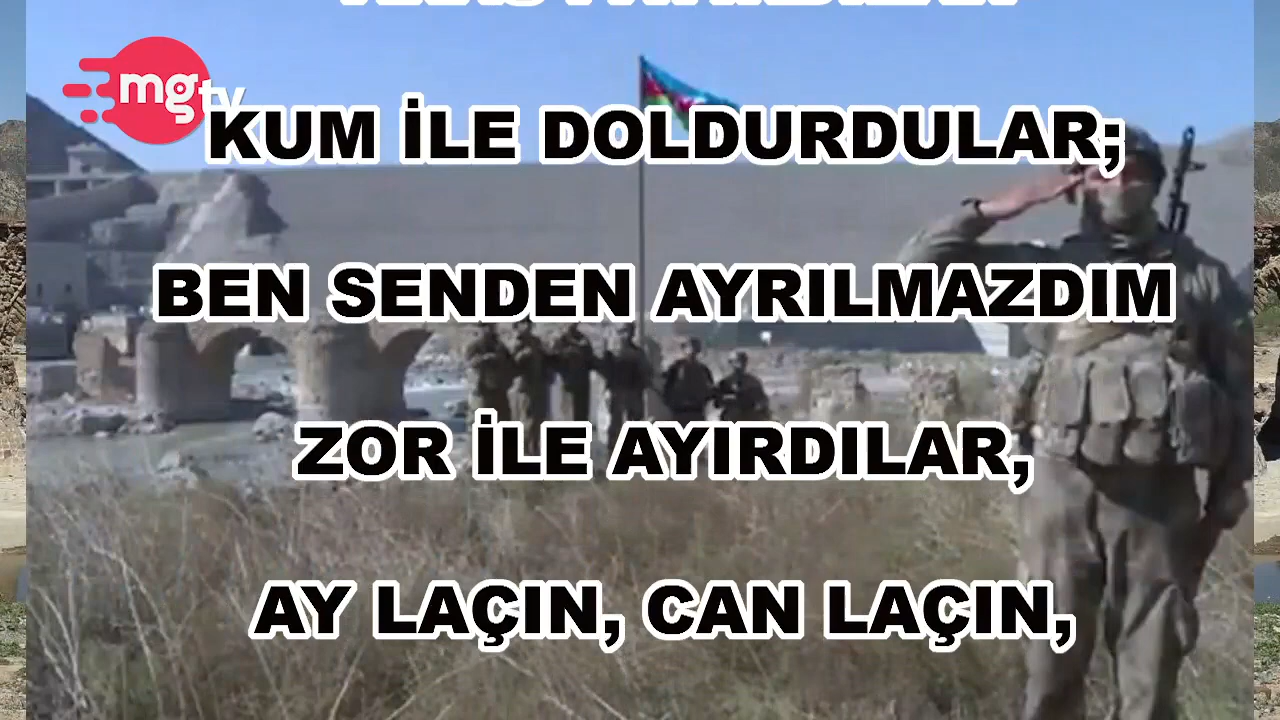 mgtv
KUM İLE DOLDURDULAR;
BEN SENDEN AYRILMAZDIM
ZOR İLE AYIRDILAR,
AY LAÇIN, CAN LAÇIN,